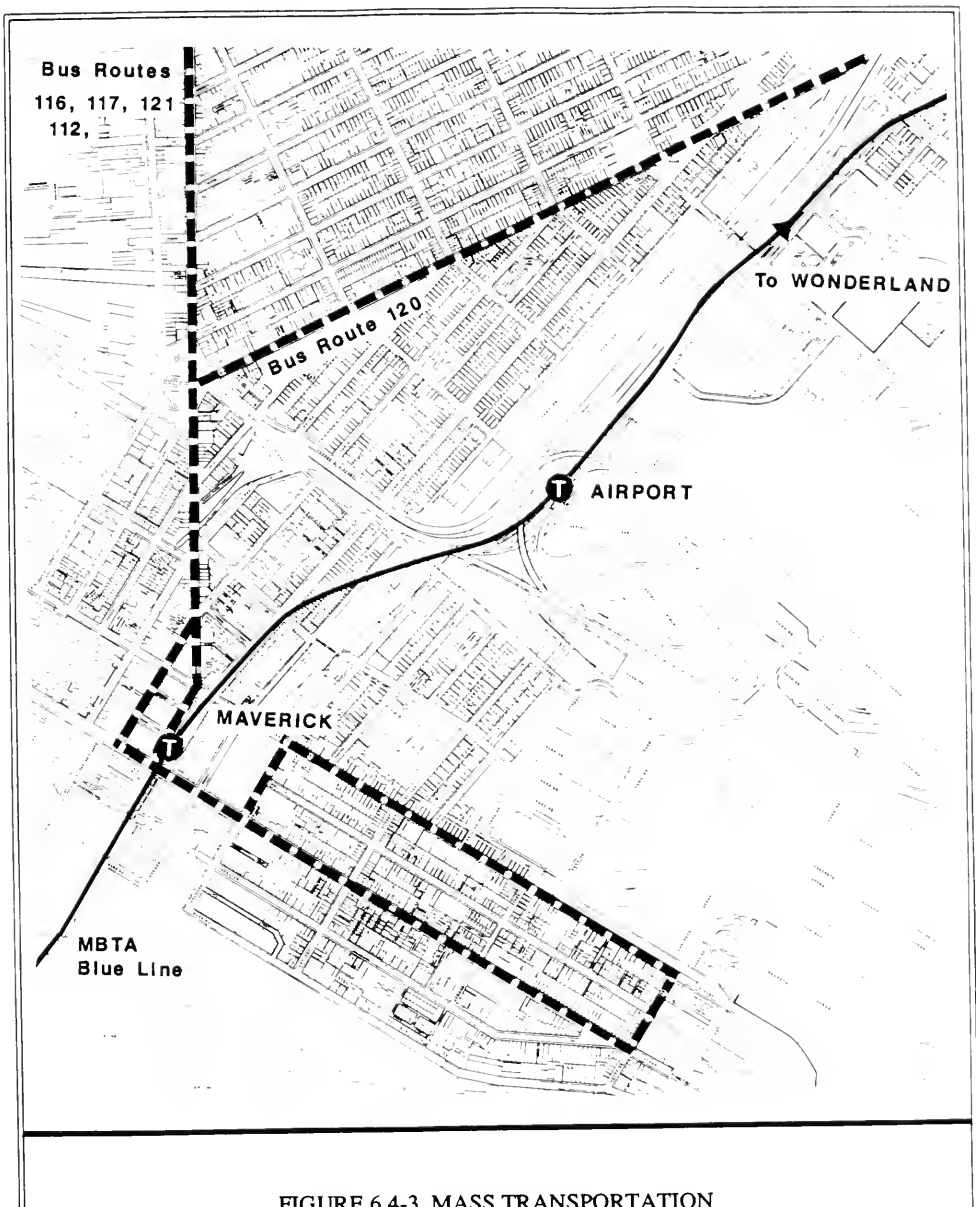 Bus Routes
116, 117, 121
112,
To WONDERLAND
Bus Route 120
T AIRPORT
MAVERICK
T
MBTA
Blue Line
FIGURE 6.4-3 MASS TRANSPORTATION